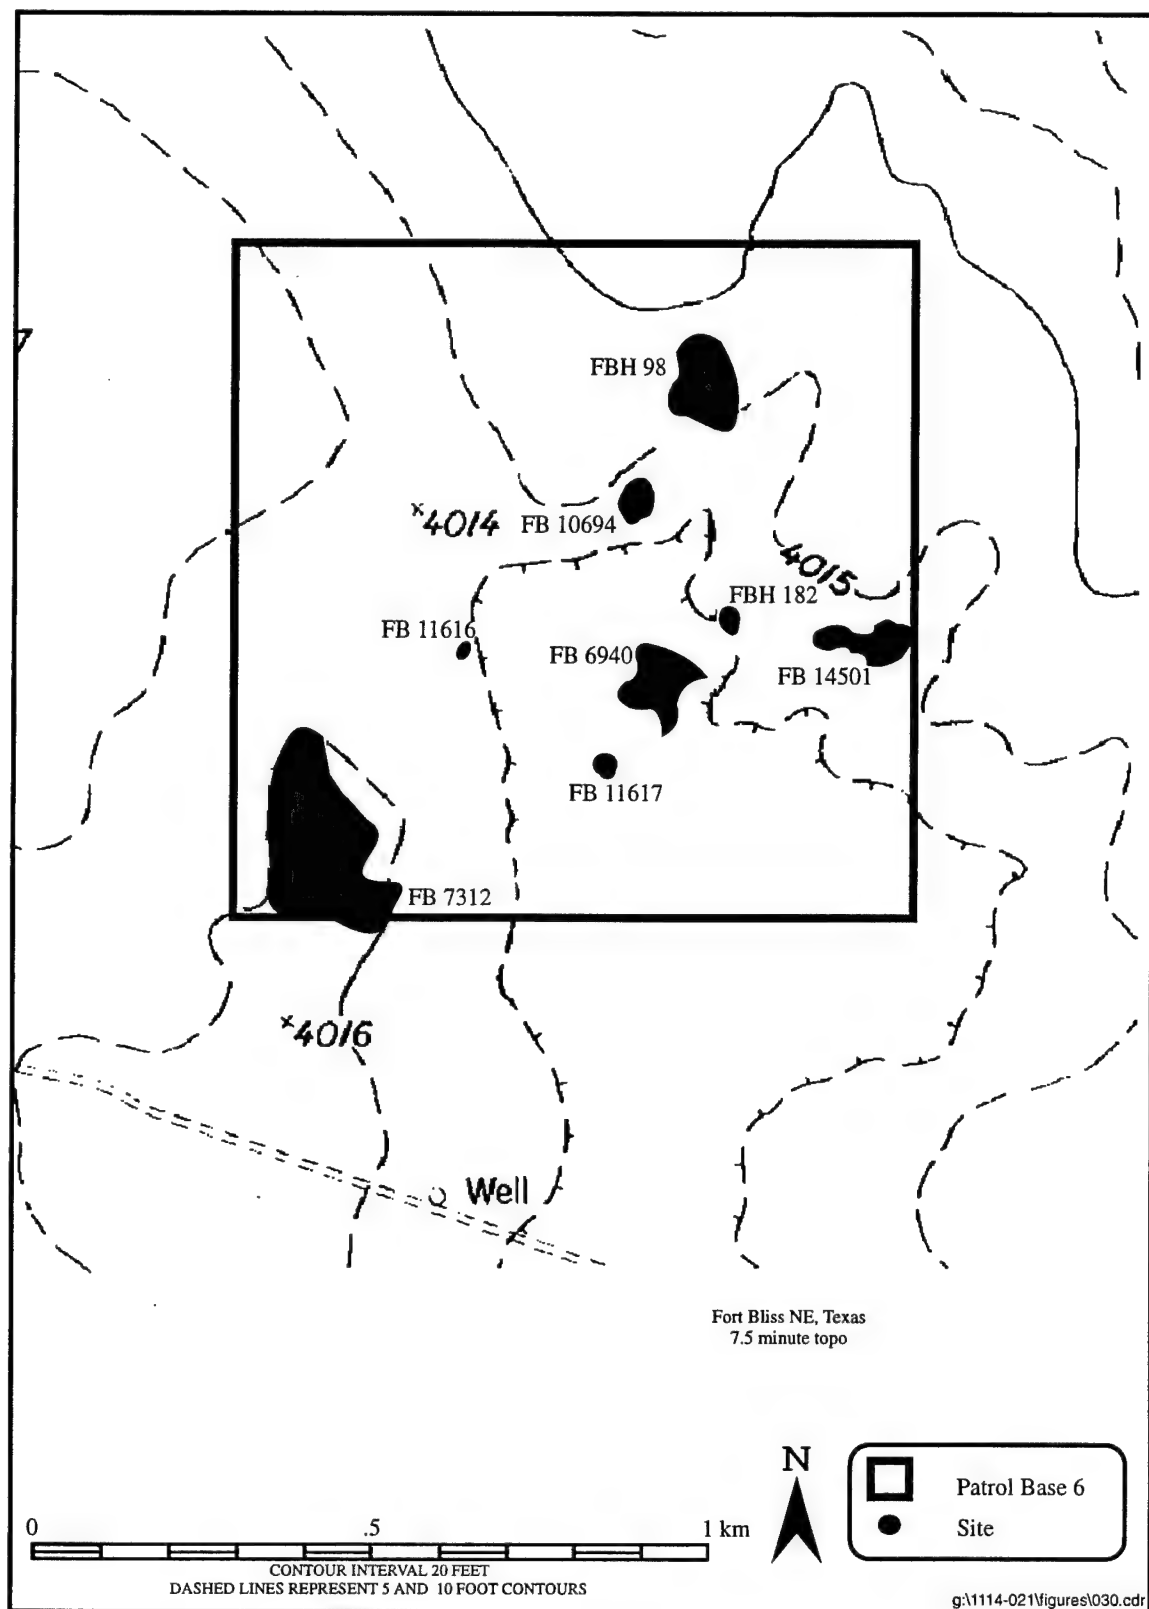 FBH 98
x4014
FB 10694
4015
FBH 182
FB 11616
FB 6940
FB 14501
FB 11617
FB 7312
x4016
Well
Fort Bliss NE, Texas
7.5 minute topo
N
Patrol Base 6
Site
0 .5 1 km
CONTOUR INTERVAL 20 FEET
DASHED LINES REPRESENT 5 AND 10 FOOT CONTOURS
g:\1114-021\figures\030.cdr